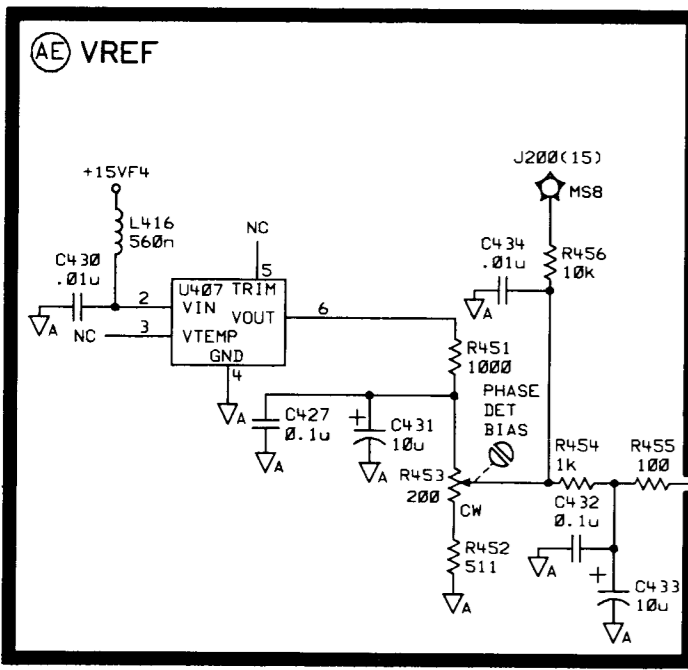 AE VREF
J200(15)
MS8
+15VF4
L416
560n
NC
C430
.01u
C434
.01u
R456
10k
5
2
U407 TRIM
VIN
VOUT
6
NC
3
VTEMP
GND
4
A
A
A
R451
1000
C427
0.1u
A
+
C431
10u
A
PHASE
DET
BIAS
R453
200
CW
R454
1k
R455
100
C432
0.1u
A
R452
511
A
+
C433
10u
A